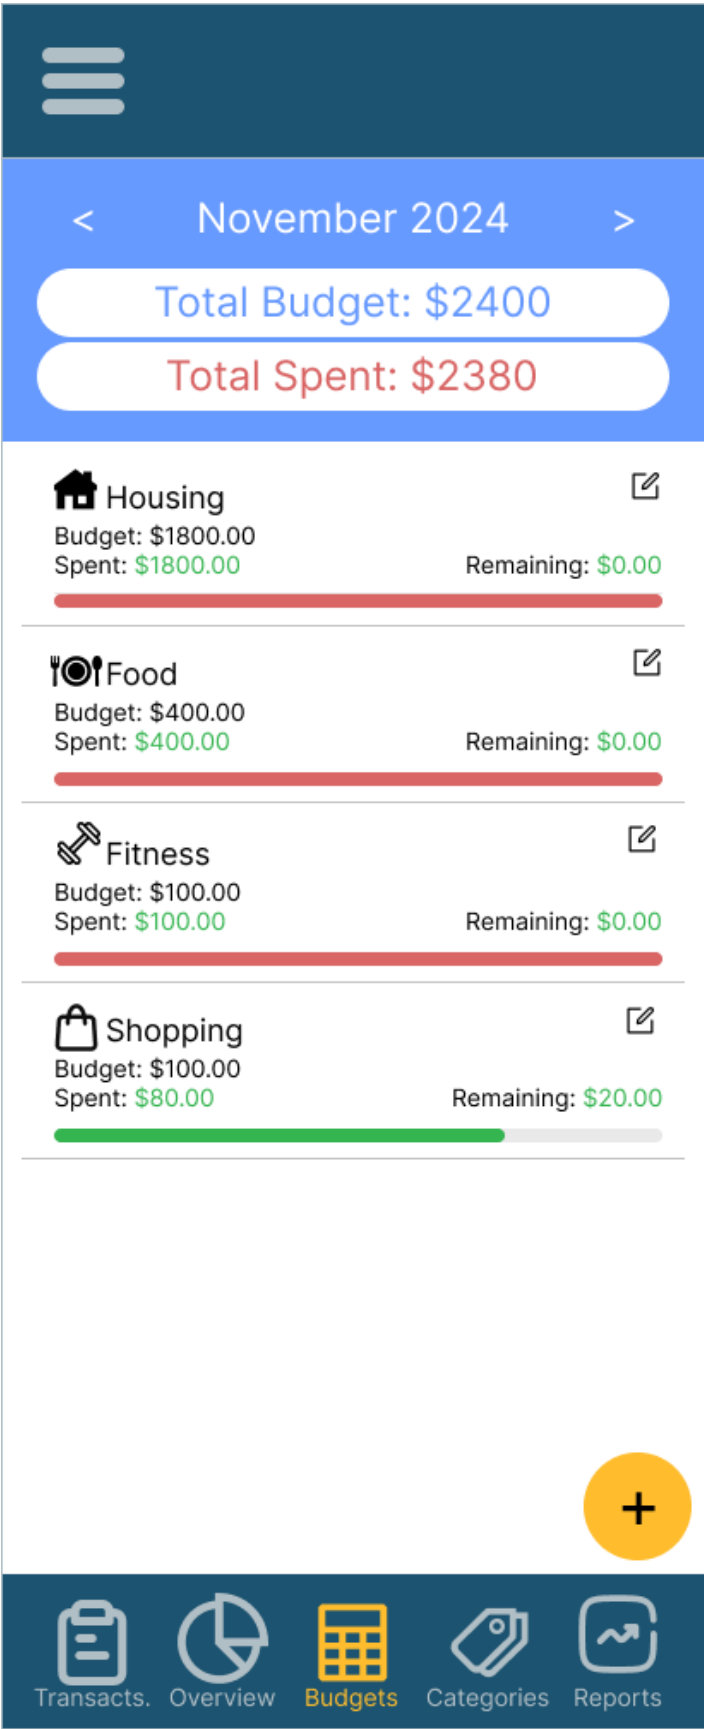 < November 2024 >
Total Budget: $2400
Total Spent: $2380
Housing
Budget: $1800.00
Spent: $1800.00 Remaining: $0.00
Food
Budget: $400.00
Spent: $400.00 Remaining: $0.00
Fitness
Budget: $100.00
Spent: $100.00 Remaining: $0.00
Shopping
Budget: $100.00
Spent: $80.00 Remaining: $20.00
+
Transacts. Overview Budgets Categories Reports